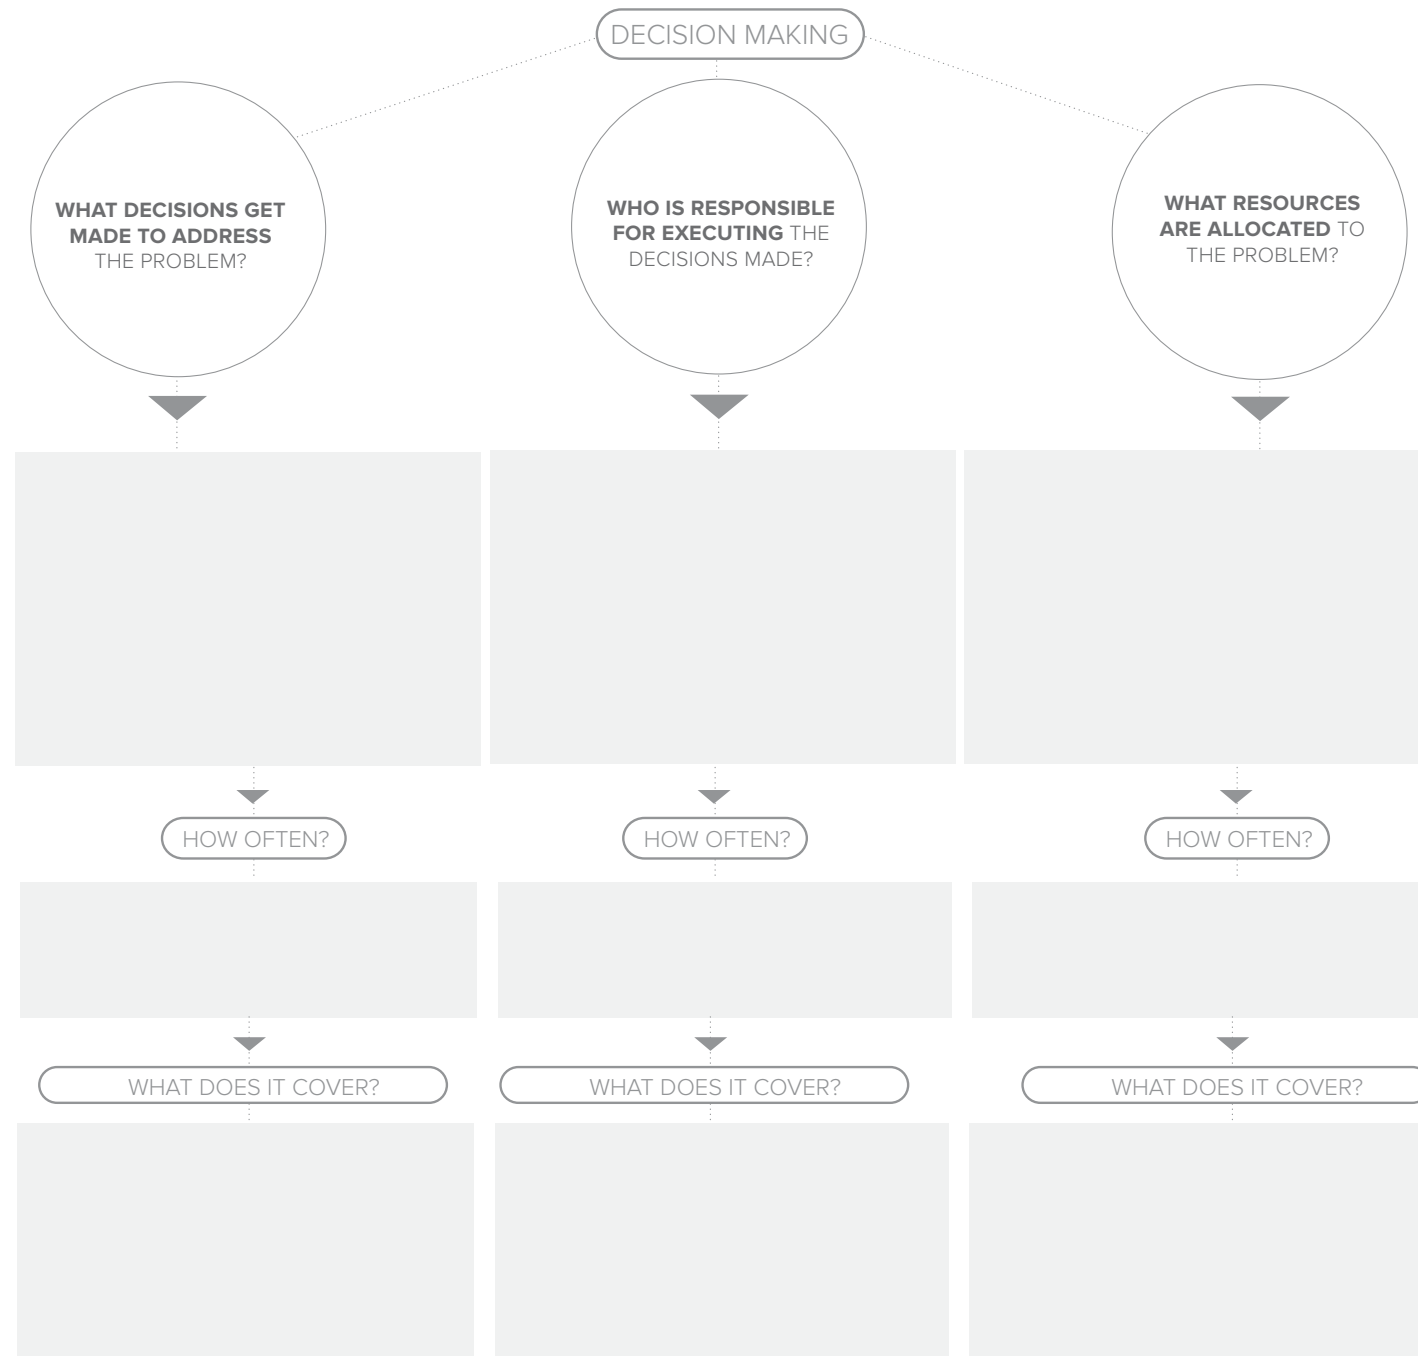 DECISION MAKING
WHAT DECISIONS GET
MADE TO ADDRESS
THE PROBLEM?
WHO IS RESPONSIBLE
FOR EXECUTING THE
DECISIONS MADE?
WHAT RESOURCES
ARE ALLOCATED TO
THE PROBLEM?
HOW OFTEN?
HOW OFTEN?
HOW OFTEN?
WHAT DOES IT COVER?
WHAT DOES IT COVER?
WHAT DOES IT COVER?